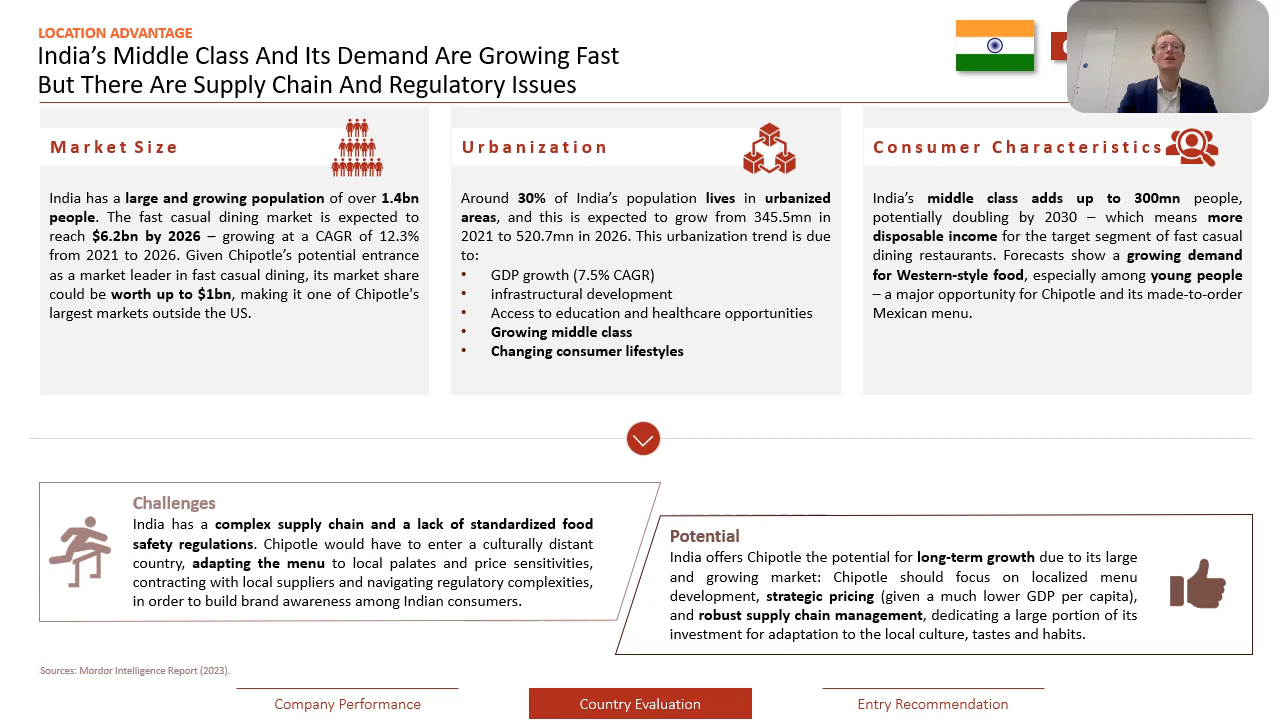 LOCATION ADVANTAGE
India’s Middle Class And Its Demand Are Growing Fast
But There Are Supply Chain And Regulatory Issues
Market Size
India has a large and growing population of over 1.4bn
people. The fast casual dining market is expected to
reach $6.2bn by 2026 – growing at a CAGR of 12.3%
from 2021 to 2026. Given Chipotle’s potential entrance
as a market leader in fast casual dining, its market share
could be worth up to $1bn, making it one of Chipotle's
largest markets outside the US.
Urbanization
Around 30% of India’s population lives in urbanized
areas, and this is expected to grow from 345.5mn in
2021 to 520.7mn in 2026. This urbanization trend is due
to:
• GDP growth (7.5% CAGR)
• infrastructural development
• Access to education and healthcare opportunities
• Growing middle class
• Changing consumer lifestyles
Consumer Characteristics
India’s middle class adds up to 300mn people,
potentially doubling by 2030 – which means more
disposable income for the target segment of fast casual
dining restaurants. Forecasts show a growing demand
for Western-style food, especially among young people
– a major opportunity for Chipotle and its made-to-order
Mexican menu.
Challenges
India has a complex supply chain and a lack of standardized food
safety regulations. Chipotle would have to enter a culturally distant
country, adapting the menu to local palates and price sensitivities,
contracting with local suppliers and navigating regulatory complexities,
in order to build brand awareness among Indian consumers.
Potential
India offers Chipotle the potential for long-term growth due to its large
and growing market: Chipotle should focus on localized menu
development, strategic pricing (given a much lower GDP per capita),
and robust supply chain management, dedicating a large portion of its
investment for adaptation to the local culture, tastes and habits.
Sources: Mordor Intelligence Report (2023).
Company Performance
Country Evaluation
Entry Recommendation